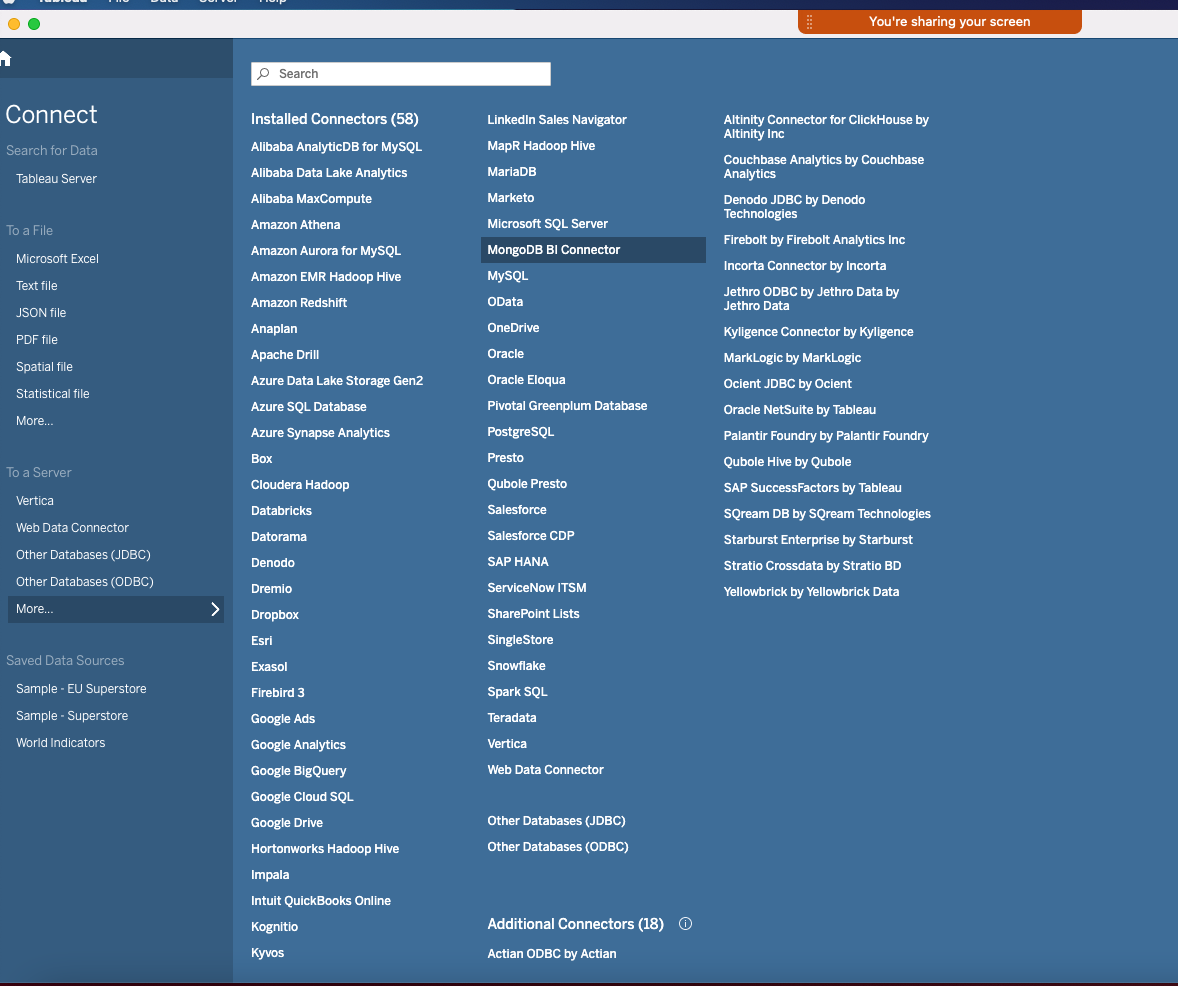 Tableau File Data Server Help
You're sharing your screen
Connect
Search for Data
Tableau Server
To a File
Microsoft Excel
Text file
JSON file
PDF file
Spatial file
Statistical file
More...
To a Server
Vertica
Web Data Connector
Other Databases (JDBC)
Other Databases (ODBC)
More...
Saved Data Sources
Sample - EU Superstore
Sample - Superstore
World Indicators
Search
Installed Connectors (58)
Alibaba AnalyticDB for MySQL
Alibaba Data Lake Analytics
Alibaba MaxCompute
Amazon Athena
Amazon Aurora for MySQL
Amazon EMR Hadoop Hive
Amazon Redshift
Anaplan
Apache Drill
Azure Data Lake Storage Gen2
Azure SQL Database
Azure Synapse Analytics
Box
Cloudera Hadoop
Databricks
Datorama
Denodo
Dremio
Dropbox
Esri
Exasol
Firebird 3
Google Ads
Google Analytics
Google BigQuery
Google Cloud SQL
Google Drive
Hortonworks Hadoop Hive
Impala
Intuit QuickBooks Online
Kognitio
Kyvos
LinkedIn Sales Navigator
MapR Hadoop Hive
MariaDB
Marketo
Microsoft SQL Server
MongoDB BI Connector
MySQL
OData
OneDrive
Oracle
Oracle Eloqua
Pivotal Greenplum Database
PostgreSQL
Presto
Qubole Presto
Salesforce
Salesforce CDP
SAP HANA
ServiceNow ITSM
SharePoint Lists
SingleStore
Snowflake
Spark SQL
Teradata
Vertica
Web Data Connector
Other Databases (JDBC)
Other Databases (ODBC)
Additional Connectors (18)
Actian ODBC by Actian
Altinity Connector for ClickHouse by
Altinity Inc
Couchbase Analytics by Couchbase
Analytics
Denodo JDBC by Denodo
Technologies
Firebolt by Firebolt Analytics Inc
Incorta Connector by Incorta
Jethro ODBC by Jethro Data by
Jethro Data
Kyligence Connector by Kyligence
MarkLogic by MarkLogic
Ocient JDBC by Ocient
Oracle NetSuite by Tableau
Palantir Foundry by Palantir Foundry
Qubole Hive by Qubole
SAP SuccessFactors by Tableau
SQream DB by SQream Technologies
Starburst Enterprise by Starburst
Stratio Crossdata by Stratio BD
Yellowbrick by Yellowbrick Data